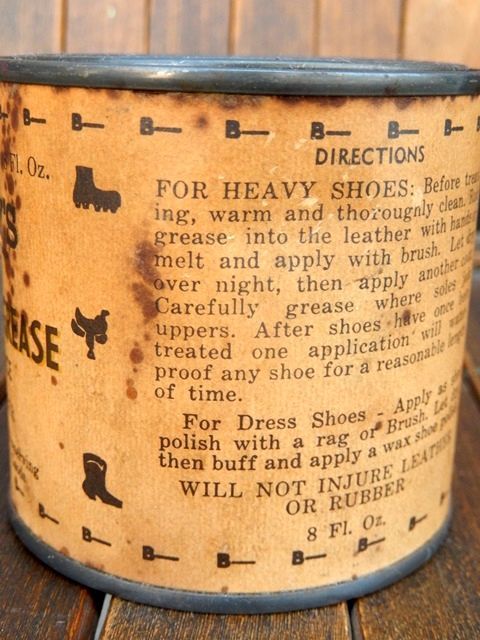 Fl. Oz.
DIRECTIONS
FOR HEAVY SHOES: Before
ing, warm and thorougnly clean.
grease into the leather with
melt and apply with brush. Let
over night, then apply another
Carefully grease where soles
uppers. After shoes have once
treated one application will
proof any shoe for a reasonable
of time.
For Dress Shoes - Apply as
polish with a rag or Brush. Let
then buff and apply a wax shoe
WILL NOT INJURE LEATHER
OR RUBBER
8 Fl. Oz.